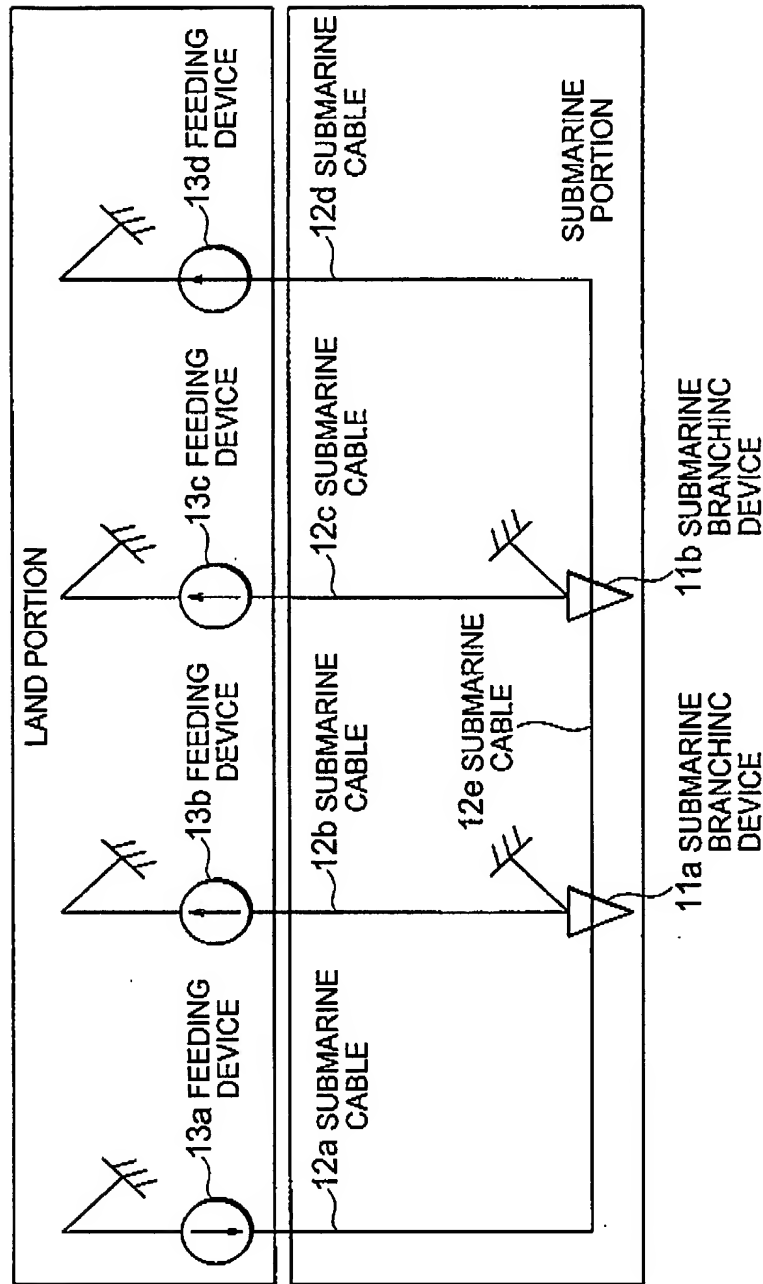 LAND PORTION
13a FEEDING
DEVICE
13b FEEDING
DEVICE
13c FEEDING
DEVICE
13d FEEDING
DEVICE
12a SUBMARINE
CABLE
12b SUBMARINE
CABLE
12c SUBMARINE
CABLE
12d SUBMARINE
CABLE
12e SUBMARINE
CABLE
SUBMARINE
PORTION
11a SUBMARINE
BRANCHINC
DEVICE
11b SUBMARINE
BRANCHINC
DEVICE